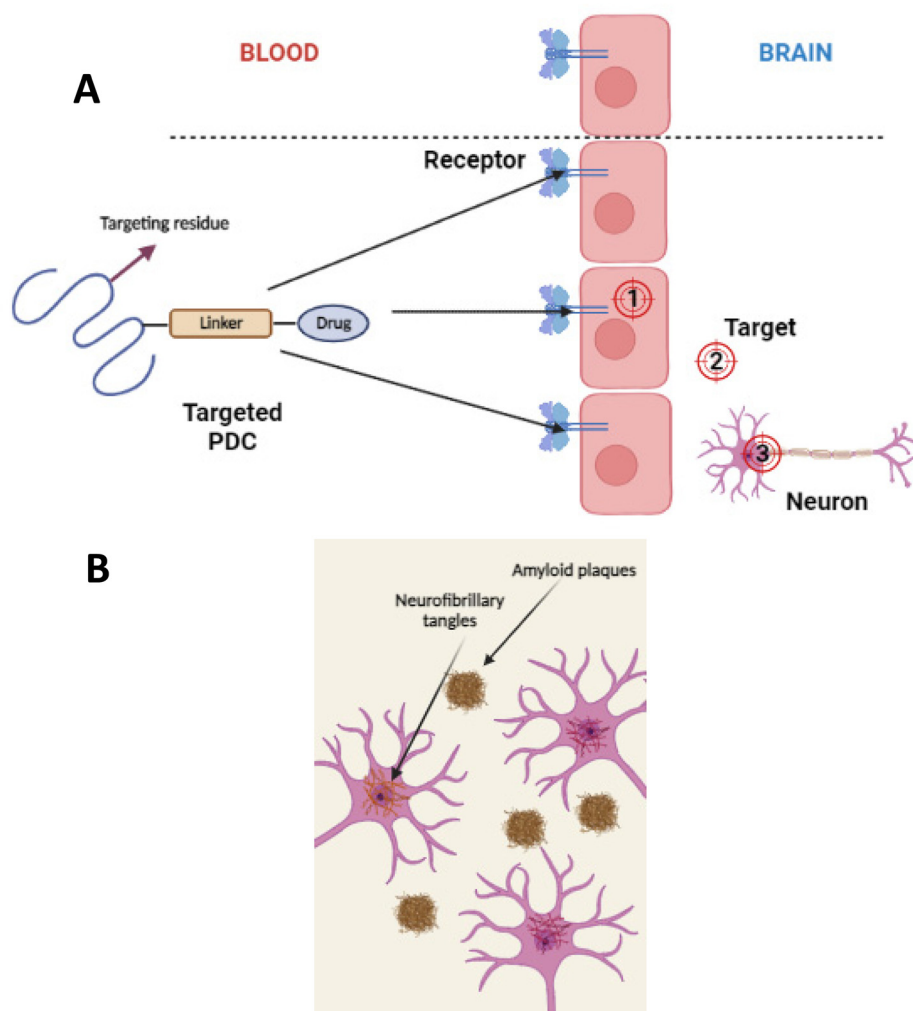 BLOOD
BRAIN
A
Receptor
Targeting residue
1
Linker
Drug
Target
2
Targeted
PDC
3
Neuron
B
Amyloid plaques
Neurofibrillary
tangles